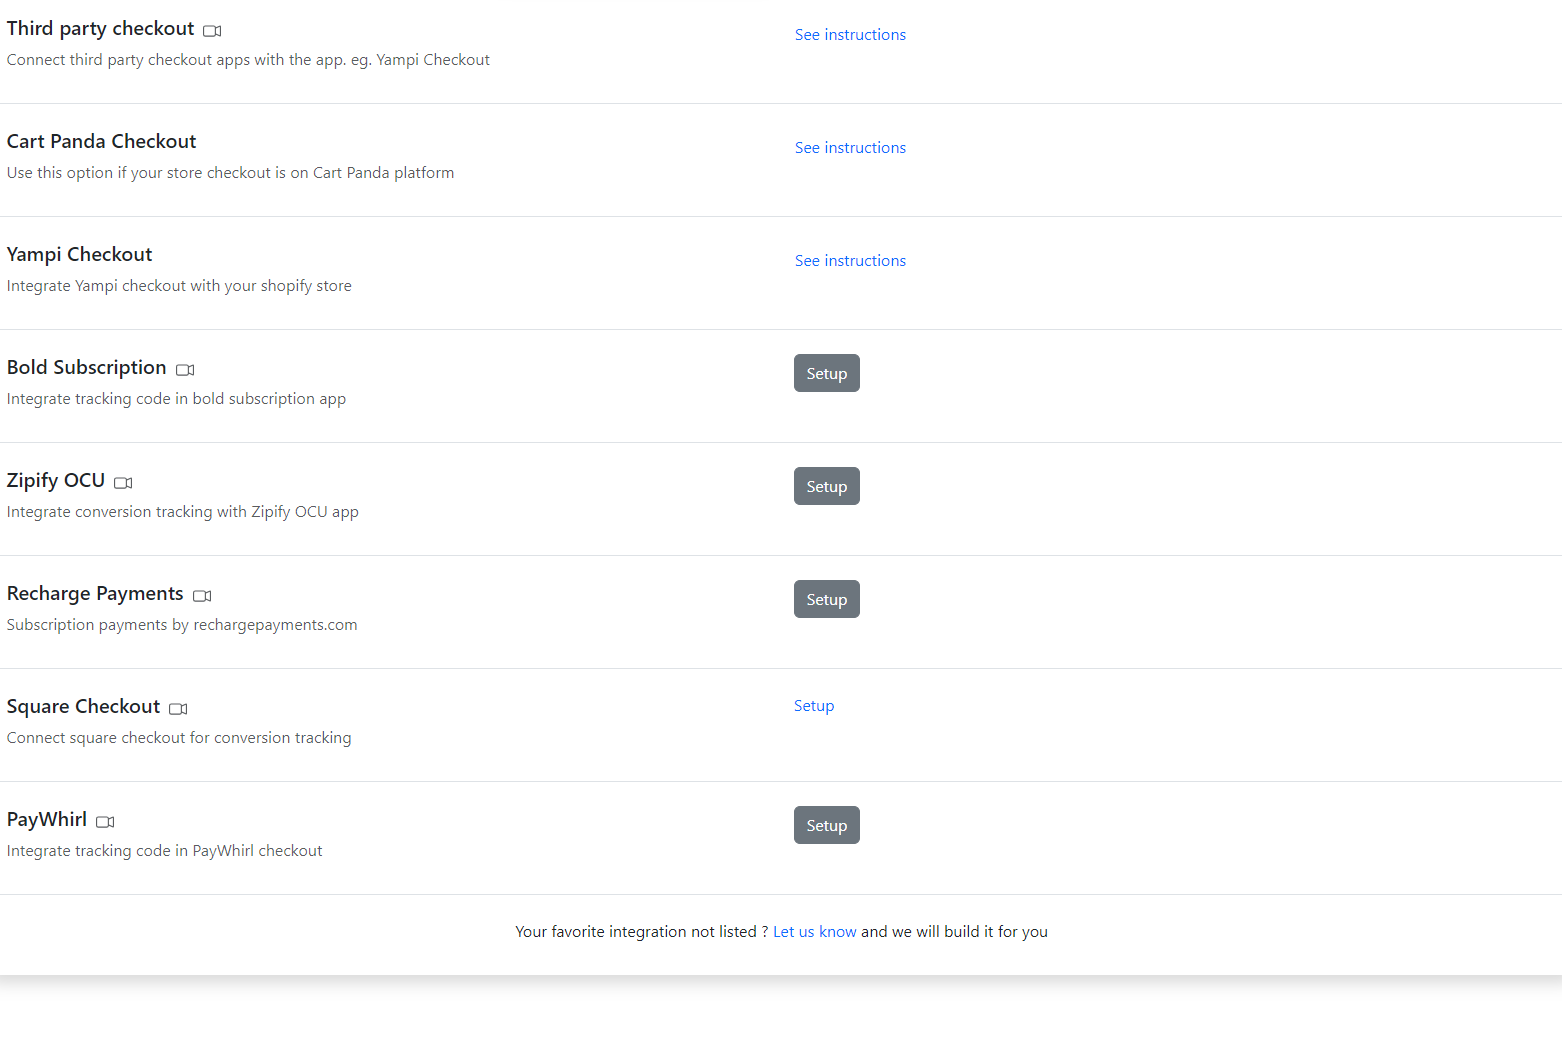 Third party checkout
See instructions
Connect third party checkout apps with the app. eg. Yampi Checkout
Cart Panda Checkout
See instructions
Use this option if your store checkout is on Cart Panda platform
Yampi Checkout
See instructions
Integrate Yampi checkout with your shopify store
Bold Subscription
Setup
Integrate tracking code in bold subscription app
Zipify OCU
Setup
Integrate conversion tracking with Zipify OCU app
Recharge Payments
Setup
Subscription payments by rechargepayments.com
Square Checkout
Setup
Connect square checkout for conversion tracking
PayWhirl
Setup
Integrate tracking code in PayWhirl checkout
Your favorite integration not listed ? Let us know and we will build it for you